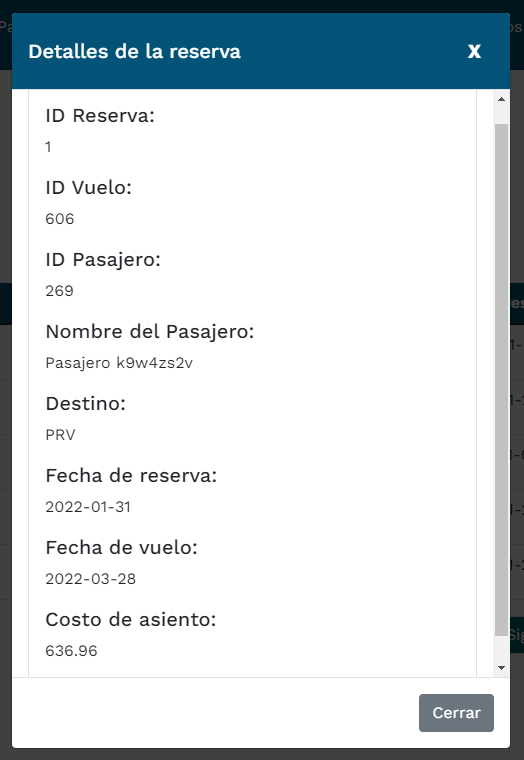 Detalles de la reserva
X
ID Reserva:
1
ID Vuelo:
606
ID Pasajero:
269
Nombre del Pasajero:
Pasajero k9w4zs2v
Destino:
PRV
Fecha de reserva:
2022-01-31
Fecha de vuelo:
2022-03-28
Costo de asiento:
636.96
Cerrar